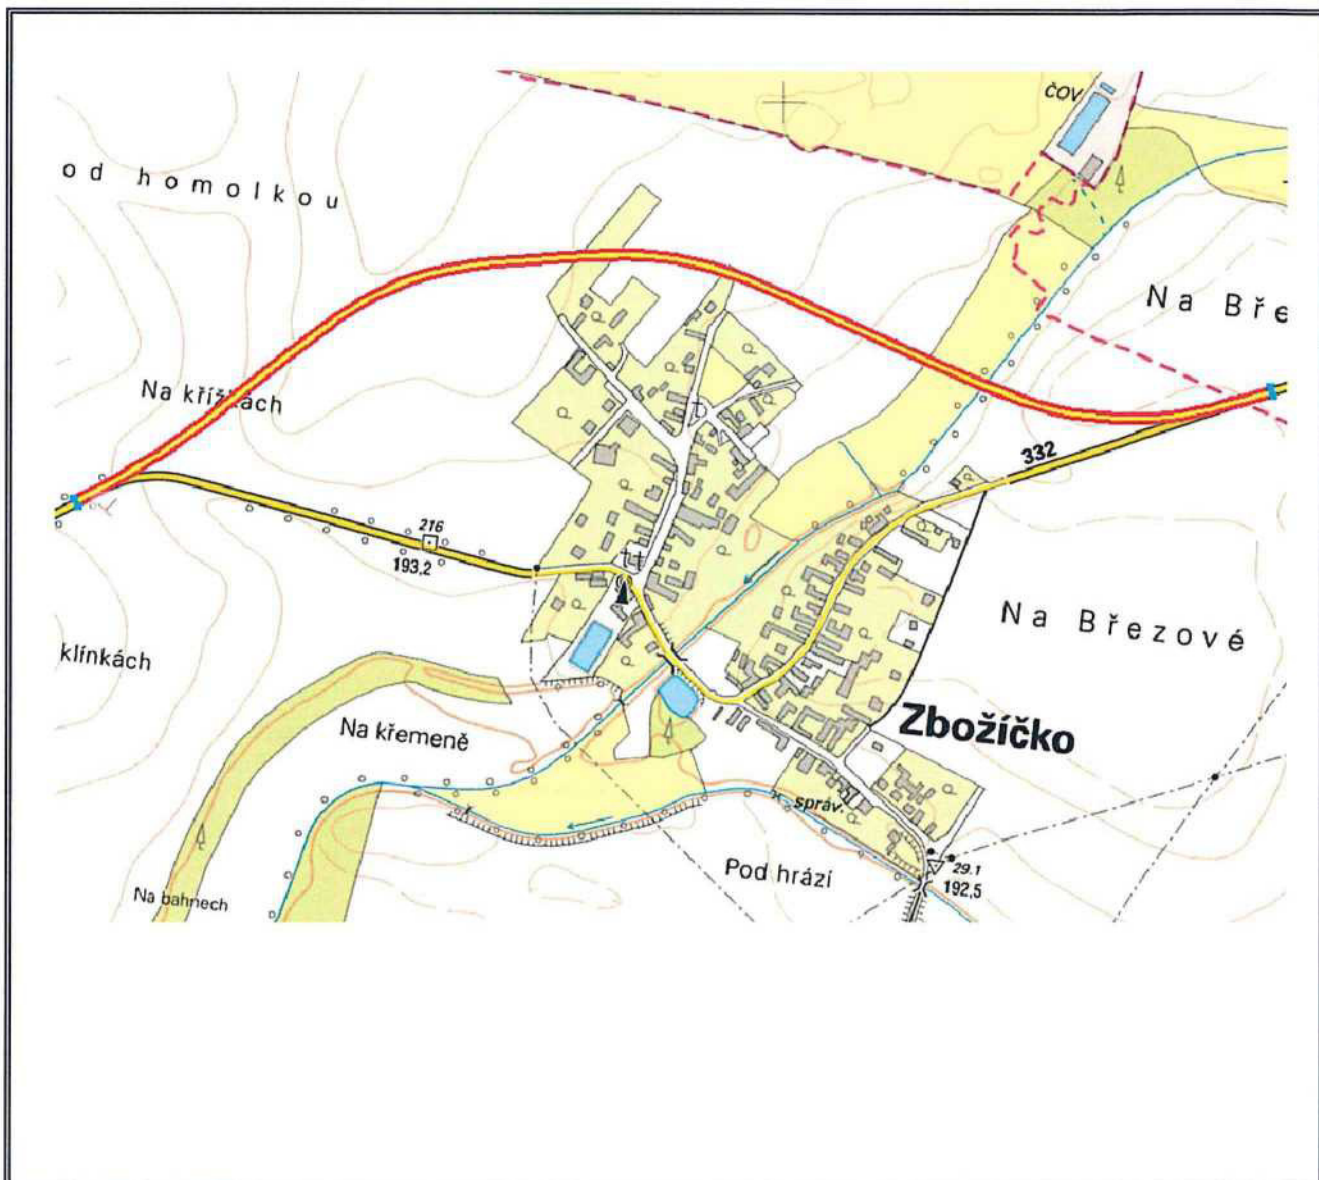 ČOV
od homolkou
Na Bře
Na křížkách
332
216
193,2
Na Březové
klínkách
Na křemeně
Zbožíčko
správ.
Pod hrází
29.1
192,5
Na bahnech